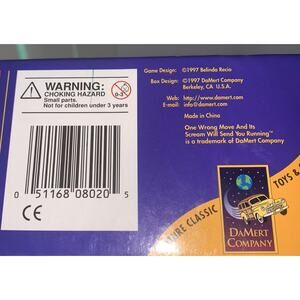 WARNING:
CHOKING HAZARD
Small parts.
Not for children under 3 years
0-3
0 51168 08020 5
CE
Game Design: ©1997 Belinda Recio
Box Design: ©1997 DaMert Company
Berkeley, CA U.S.A.
Web: http://www.damert.com
E-mail: info@damert.com
Made in China
One Wrong Move And Its
Scream Will Send You Running™
is a trademark of DaMert Company
CLASSIC
TOYS &
DAMERT
COMPANY